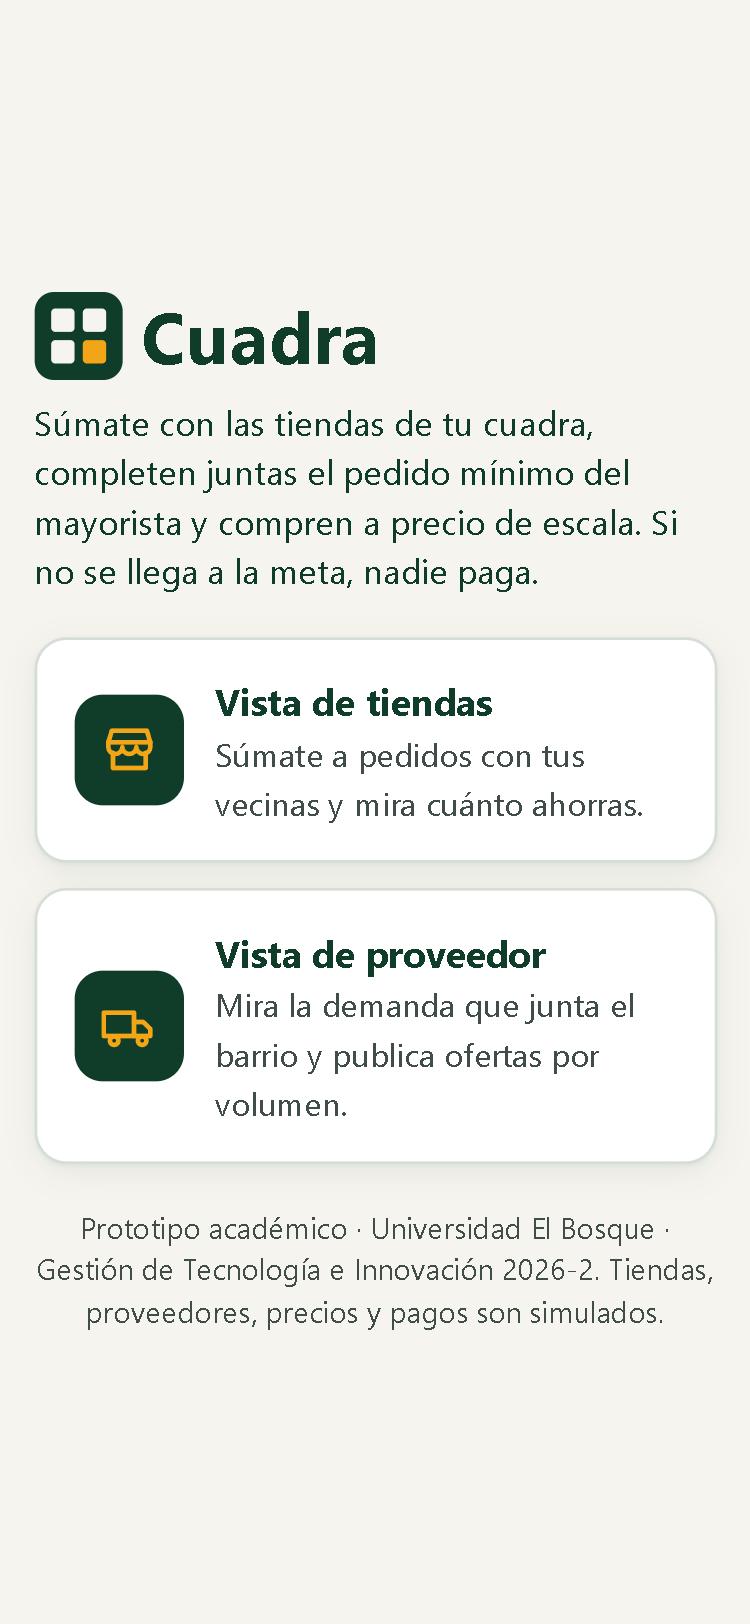 Cuadra
Súmate con las tiendas de tu cuadra,
completen juntas el pedido mínimo del
mayorista y compren a precio de escala. Si
no se llega a la meta, nadie paga.
Vista de tiendas
Súmate a pedidos con tus
vecinas y mira cuánto ahorras.
Vista de proveedor
Mira la demanda que junta el
barrio y publica ofertas por
volumen.
Prototipo académico · Universidad El Bosque ·
Gestión de Tecnología e Innovación 2026-2. Tiendas,
proveedores, precios y pagos son simulados.